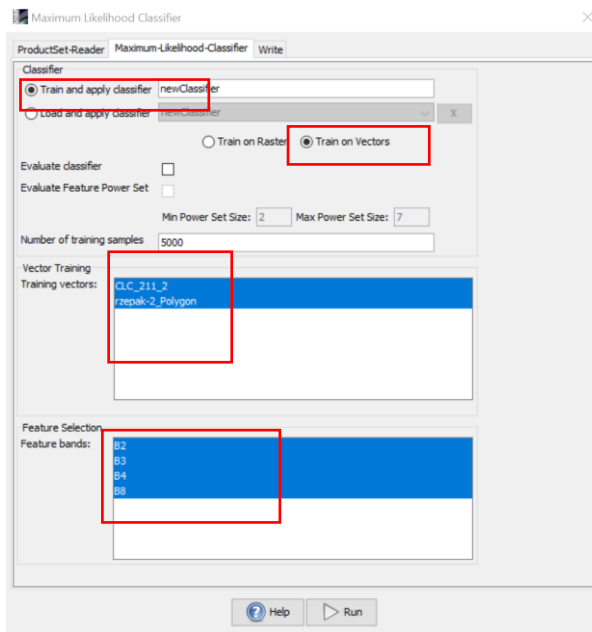 Maximum Likelihood Classifier
ProductSet-Reader Maximum-Likelihood-Classifier Write
Classifier
Train and apply classifier newClassifier
Load and apply classifier newClassifier X
Train on Raster Train on Vectors
Evaluate classifier
Evaluate Feature Power Set
Min Power Set Size: 2 Max Power Set Size: 7
Number of training samples 5000
Vector Training
Training vectors: CLC_211_2
rzepak-2_Polygon
Feature Selection
Feature bands: B2
B3
B4
B8
Help Run